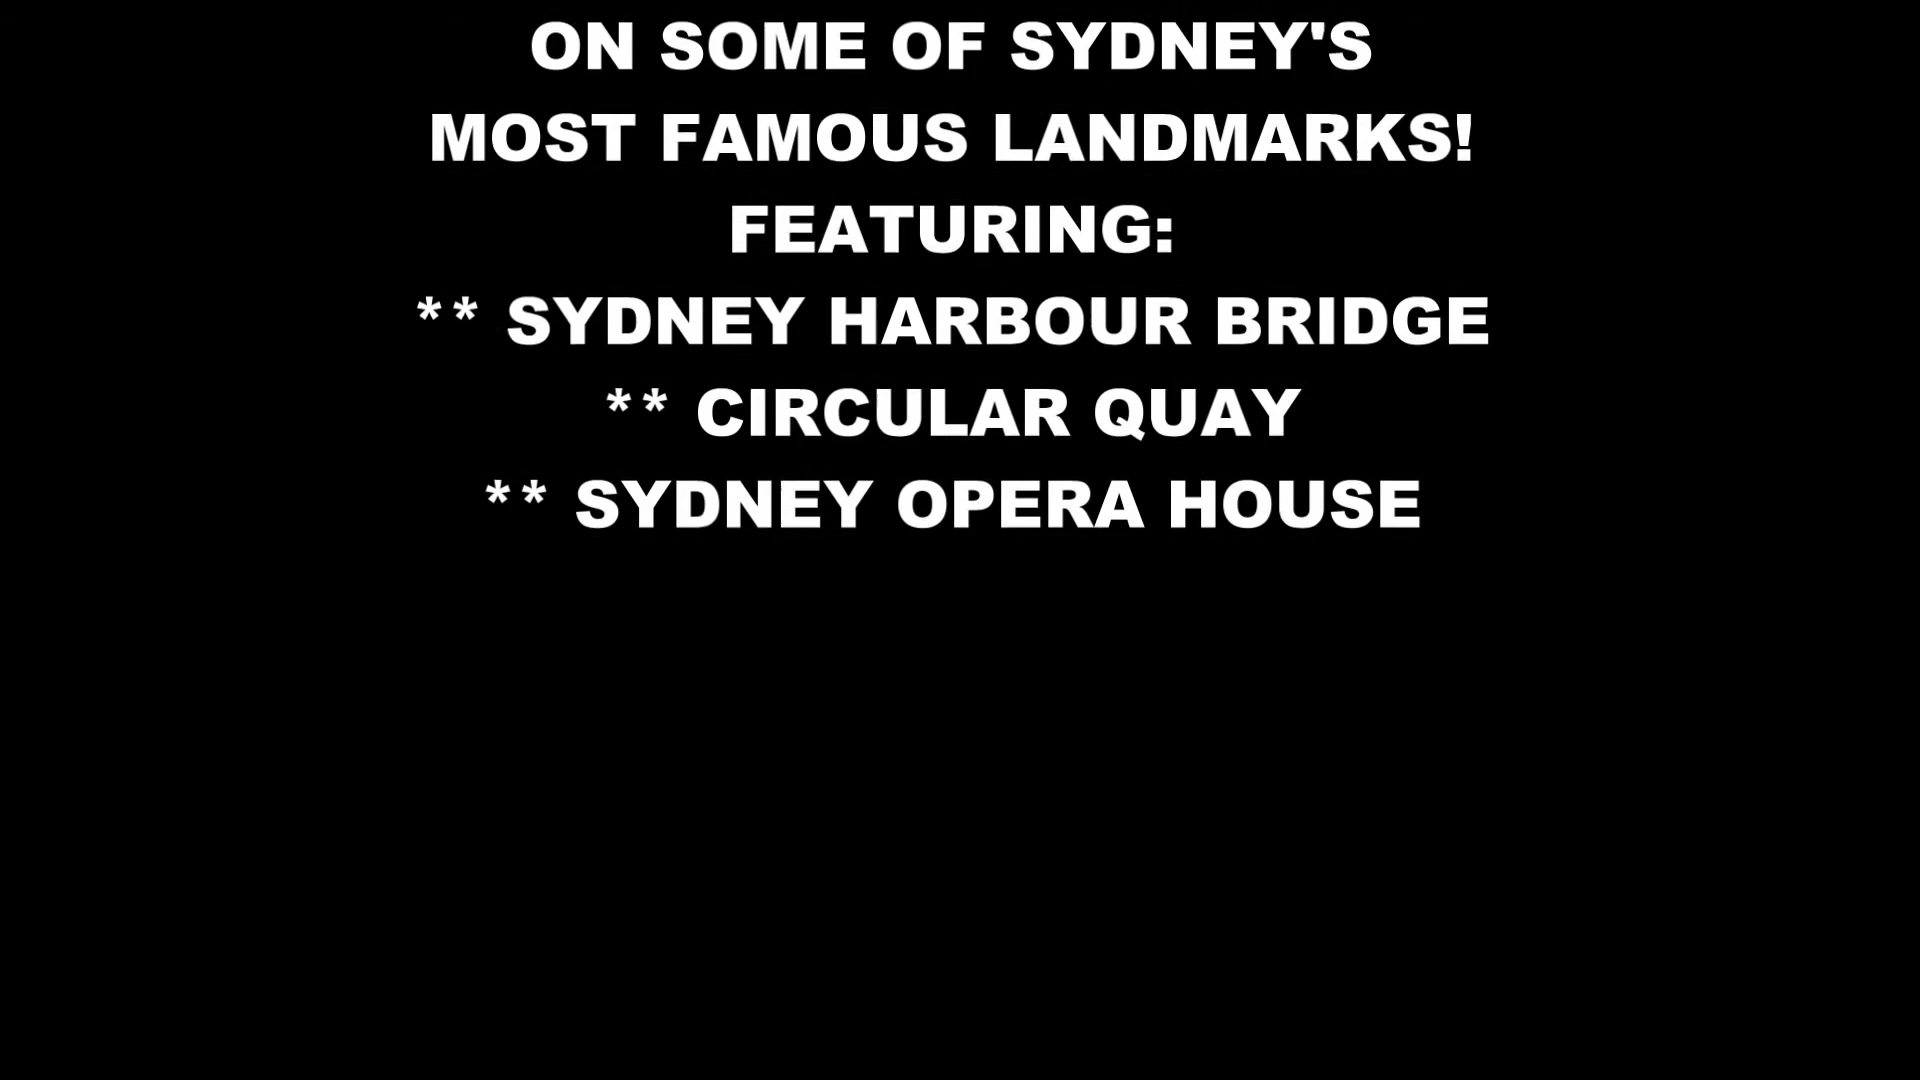 ON SOME OF SYDNEY'S
MOST FAMOUS LANDMARKS!
FEATURING:
** SYDNEY HARBOUR BRIDGE
** CIRCULAR QUAY
** SYDNEY OPERA HOUSE